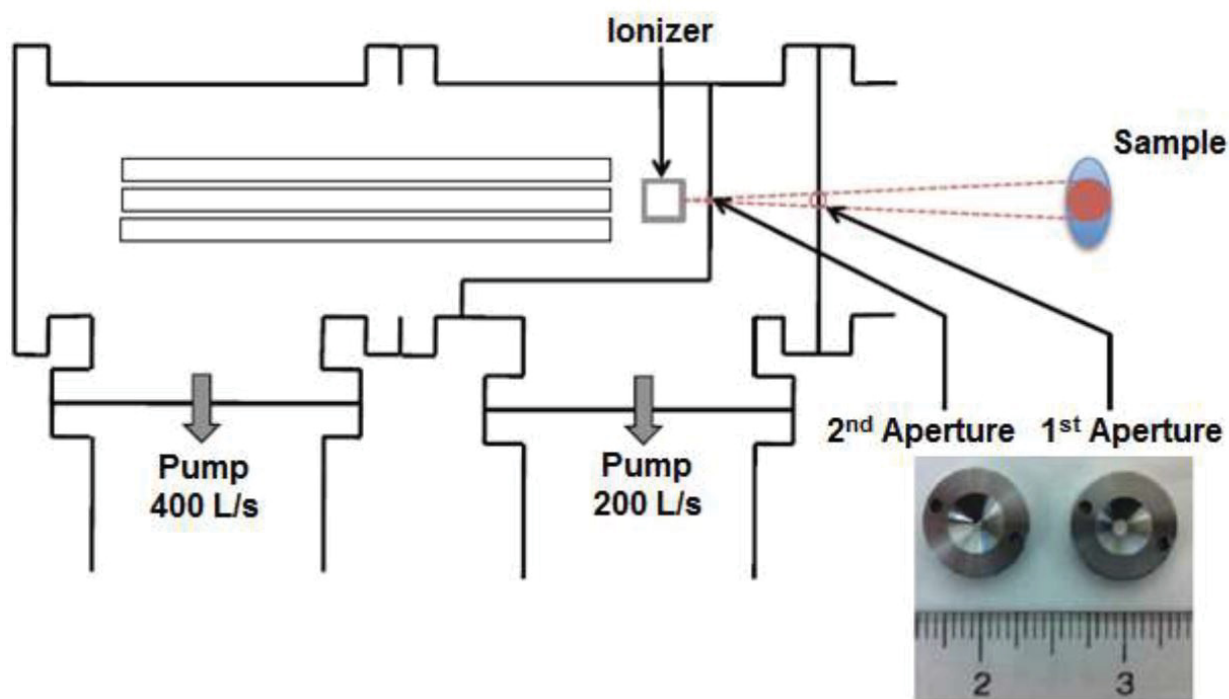 Ionizer
Sample
2nd Aperture 1st Aperture
Pump
400 L/s
Pump
200 L/s
2 3